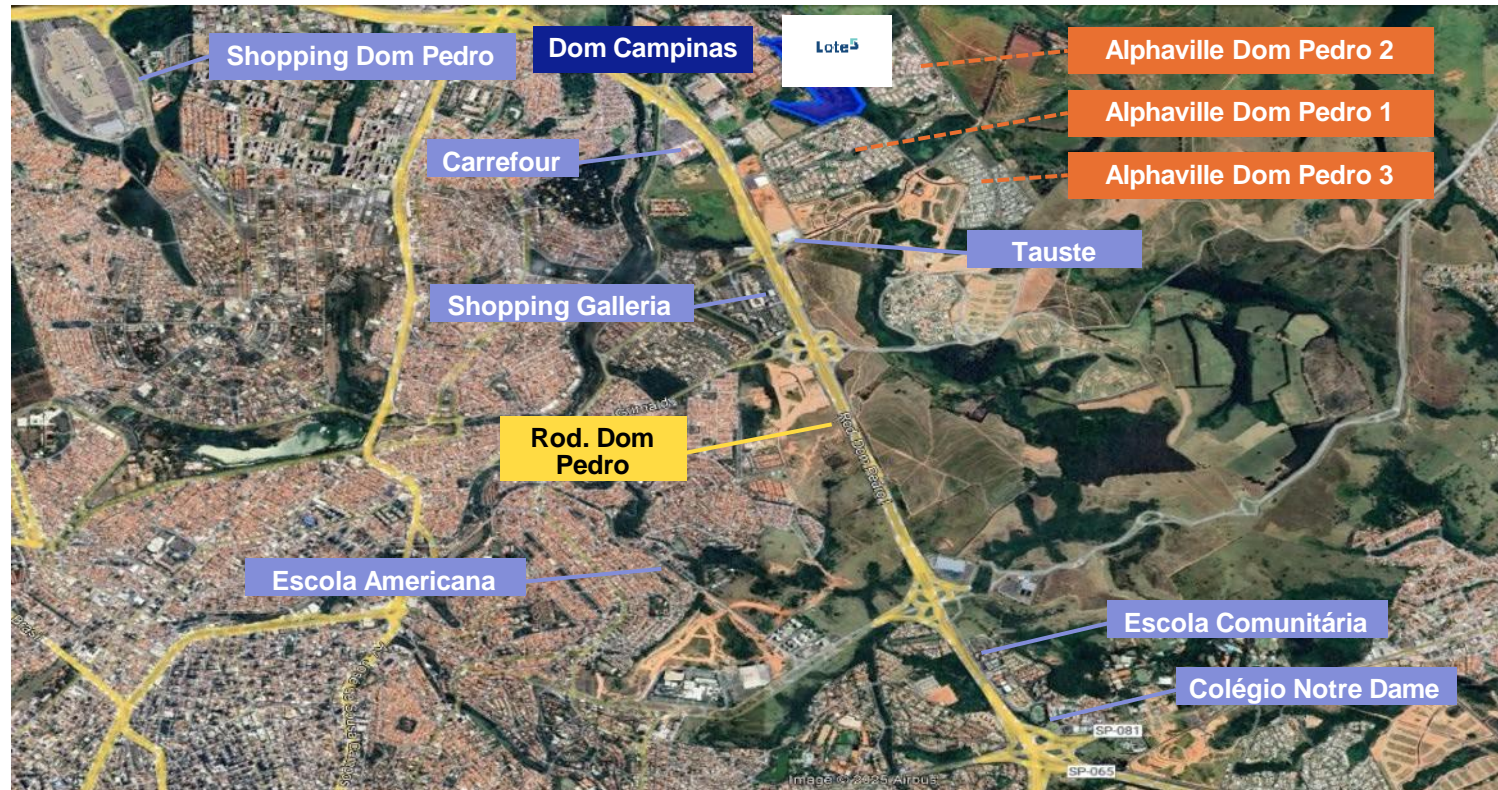 Shopping Dom Pedro
Dom Campinas
Lote5
Alphaville Dom Pedro 2
Alphaville Dom Pedro 1
Carrefour
Alphaville Dom Pedro 3
Tauste
Shopping Galleria
Rod. Dom
Pedro
Rod. Dom Pedro I
Escola Americana
Escola Comunitária
Colégio Notre Dame
SP-081
SP-065
Image © 2025 Airbus